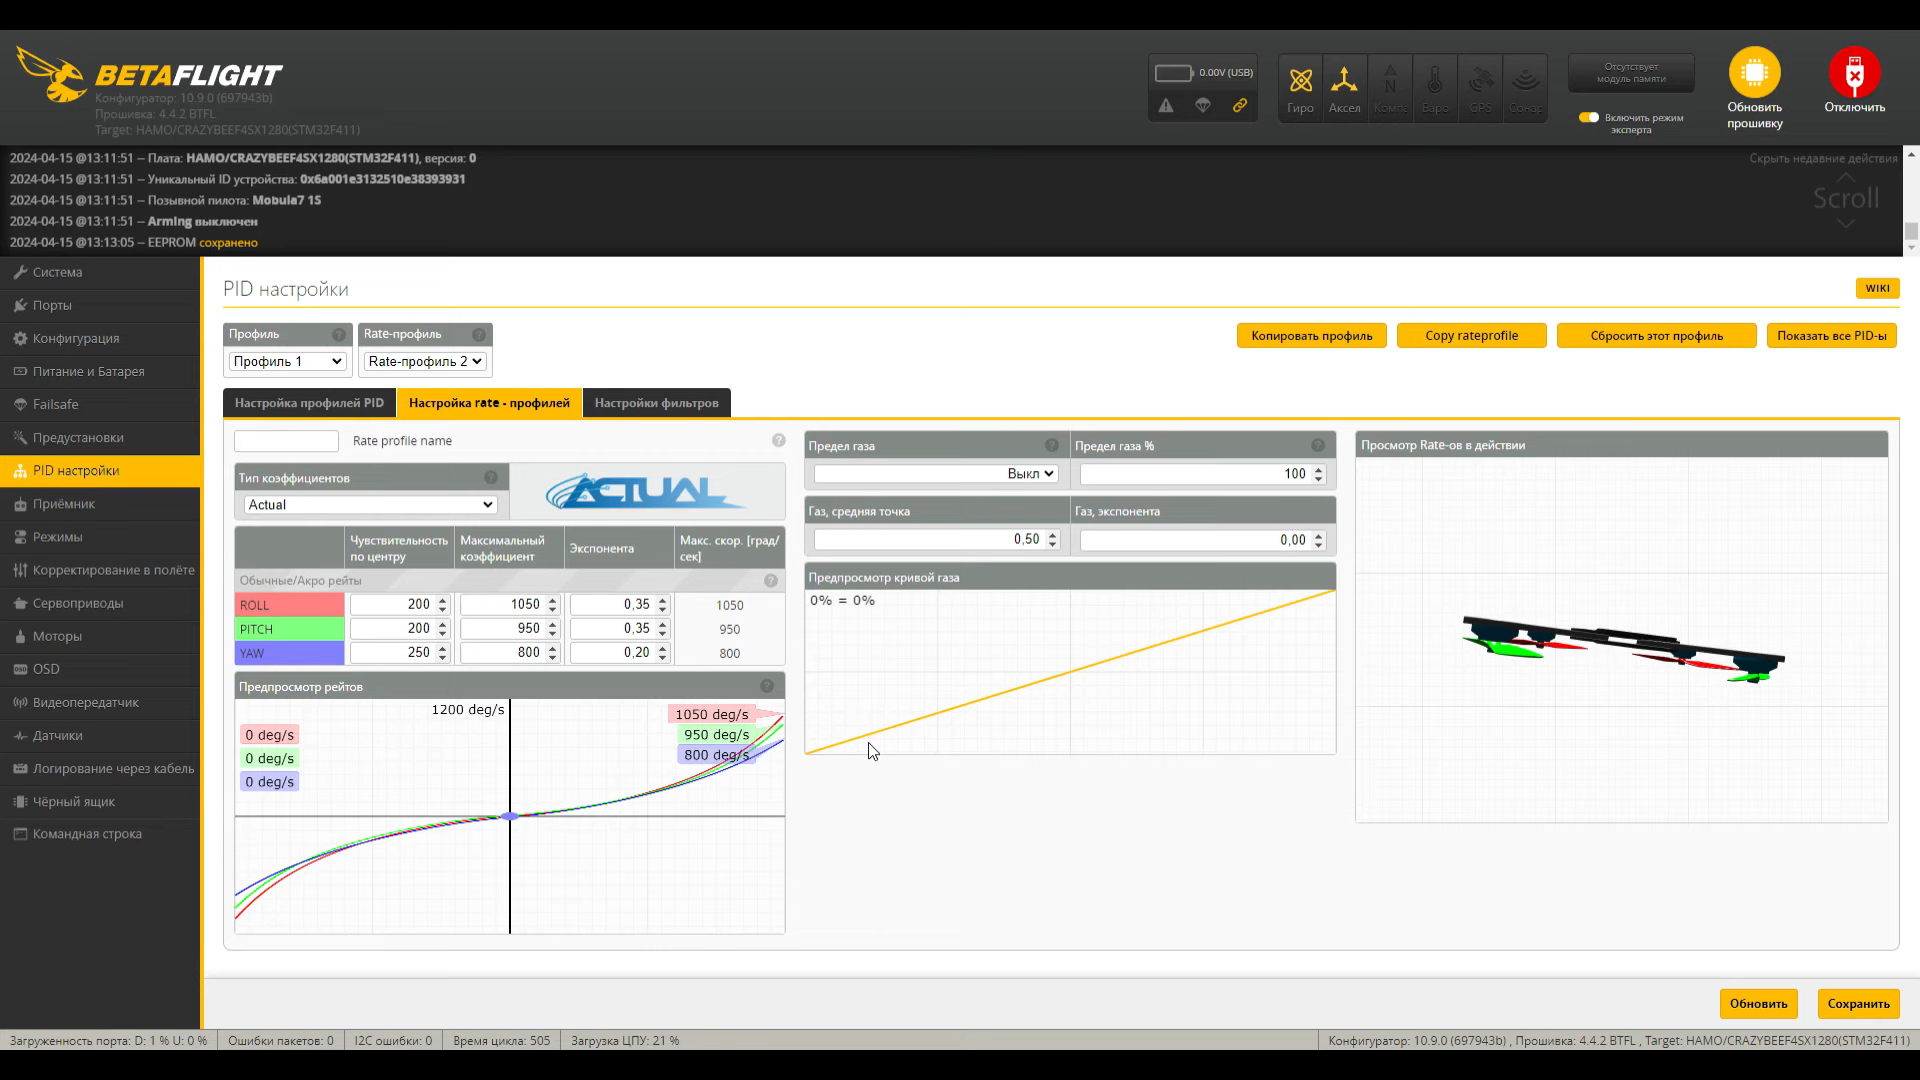 BETAFLIGHT
Конфигуратор: 10.9.0 (697943b)
Прошивка: 4.4.2 BTFL
Target: HAMO/CRAZYBEEF4SX1280(STM32F411)
0.00V (USB)
Гиро
Аксел
Комп
Баро
GPS
Сонар
Отсутствует
модуль памяти
Включить режим
эксперта
Обновить
прошивку
Отключить
2024-04-15 @13:11:51 -- Плата: HAMO/CRAZYBEEF4SX1280(STM32F411), версия: 0
2024-04-15 @13:11:51 -- Уникальный ID устройства: 0x6a001e3132510e38393931
2024-04-15 @13:11:51 -- Позывной пилота: Mobula7 1S
2024-04-15 @13:11:51 -- Arming выключен
2024-04-15 @13:13:05 -- EEPROM сохранено
Скрыть недавние действия
Scroll
Система
Порты
Конфигурация
Питание и Батарея
Failsafe
Предустановки
PID настройки
Приёмник
Режимы
Корректирование в полёте
Сервоприводы
Моторы
OSD
Видеопередатчик
Датчики
Логирование через кабель
Чёрный ящик
Командная строка
PID настройки
WIKI
Профиль
Профиль 1
Rate-профиль
Rate-профиль 2
Копировать профиль
Copy rateprofile
Сбросить этот профиль
Показать все PID-ы
Настройка профилей PID
Настройка rate - профилей
Настройки фильтров
Rate profile name
Тип коэффициентов
Actual
ACTUAL
Чувствительность
по центру
Максимальный
коэффициент
Экспонента
Макс. скор. [град/
сек]
Обычные/Акро рейты
ROLL 200 1050 0,35 1050
PITCH 200 950 0,35 950
YAW 250 800 0,20 800
Предпросмотр рейтов
1200 deg/s
0 deg/s
0 deg/s
0 deg/s
1050 deg/s
950 deg/s
800 deg/s
Предел газа
Выкл
Предел газа %
100
Газ, средняя точка
0,50
Газ, экспонента
0,00
Предпросмотр кривой газа
0% = 0%
Просмотр Rate-ов в действии
Обновить
Сохранить
Загруженность порта: D: 1 % U: 0 %
Ошибки пакетов: 0
I2C ошибки: 0
Время цикла: 505
Загрузка ЦПУ: 21 %
Конфигуратор: 10.9.0 (697943b) , Прошивка: 4.4.2 BTFL , Target: HAMO/CRAZYBEEF4SX1280(STM32F411)